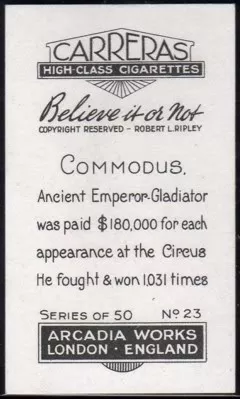 CARRERAS
HIGH-CLASS CIGARETTES
Believe it or Not
COPYRIGHT RESERVED - ROBERT L. RIPLEY
COMMODUS.
Ancient Emperor-Gladiator
was paid $180,000 for each
appearance at the Circus
He fought & won 1031 times
SERIES OF 50 No 23
ARCADIA WORKS
LONDON · ENGLAND